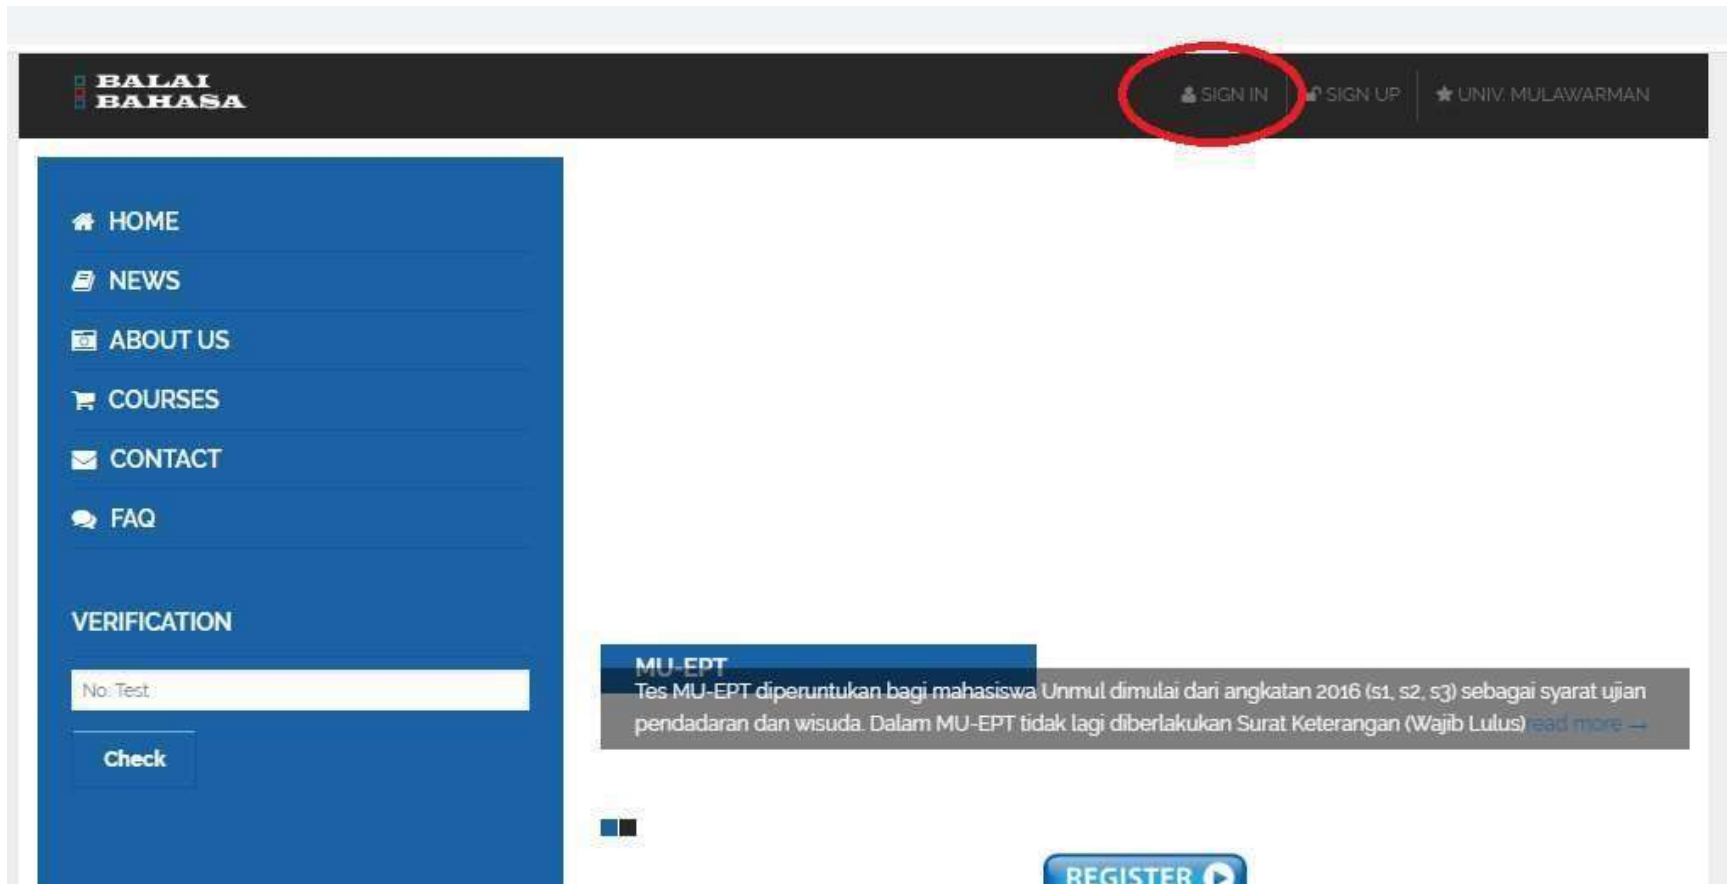 BALAI
BAHASA
SIGN IN
SIGN UP
UNIV. MULAWARMAN
HOME
NEWS
ABOUT US
COURSES
CONTACT
FAQ
VERIFICATION
No. Test
Check
MU-EPT
Tes MU-EPT diperuntukan bagi mahasiswa Unmul dimulai dari angkatan 2016 (s1, s2, s3) sebagai syarat ujian
pendadaran dan wisuda. Dalam MU-EPT tidak lagi diberlakukan Surat Keterangan (Wajib Lulus)read more →
REGISTER